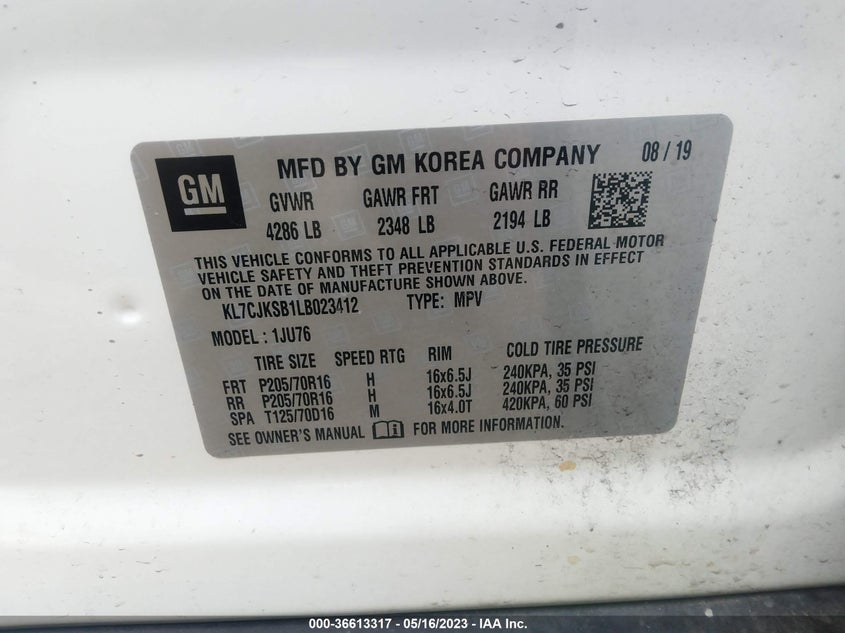 GM
MFD BY GM KOREA COMPANY 08 / 19
GVWR GAWR FRT GAWR RR
4286 LB 2348 LB 2194 LB
THIS VEHICLE CONFORMS TO ALL APPLICABLE U.S. FEDERAL MOTOR
VEHICLE SAFETY AND THEFT PREVENTION STANDARDS IN EFFECT
ON THE DATE OF MANUFACTURE SHOWN ABOVE.
KL7CJKSB1LB023412 TYPE: MPV
MODEL : 1JU76
TIRE SIZE SPEED RTG RIM COLD TIRE PRESSURE
FRT P205/70R16 H 16x6.5J 240KPA, 35 PSI
RR P205/70R16 H 16x6.5J 240KPA, 35 PSI
SPA T125/70D16 M 16x4.0T 420KPA, 60 PSI
SEE OWNER'S MANUAL FOR MORE INFORMATION.
000-36613317 - 05/16/2023 - IAA Inc.